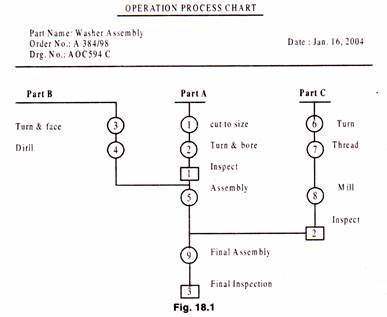 OPERATION PROCESS CHART
Part Name: Washer Assembly
Order No.: A 384/98
Date : Jan. 16, 2004
Drg. No.: AOC594 C
Part B
Part A
Part C
Turn & face
3
1
cut to size
6
Turn
Dirll
4
2
Turn & bore
7
Thread
1
Inspect
5
Assembly
8
Mill
2
Inspect
9
Final Assembly
3
Final Inspection
Fig. 18.1